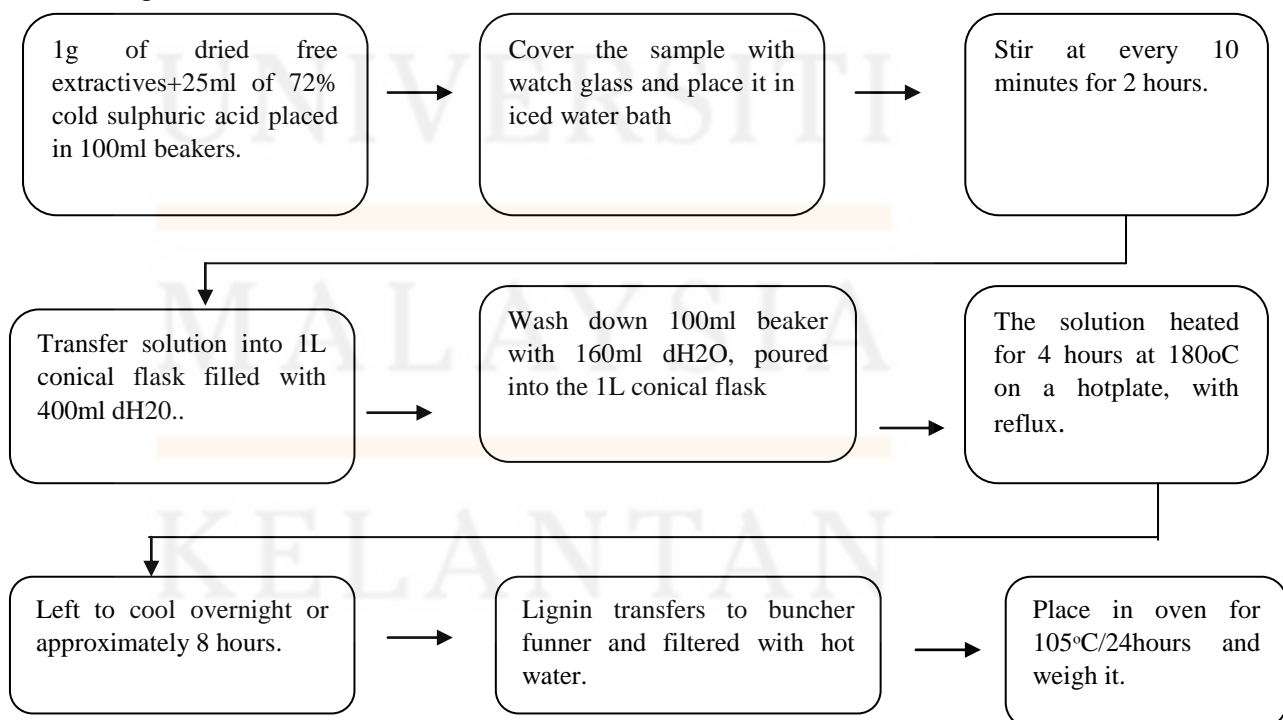 1g of dried free
extractives+25ml of 72%
cold sulphuric acid placed
in 100ml beakers.
Cover the sample with
watch glass and place it in
iced water bath
Stir at every 10
minutes for 2 hours.
Transfer solution into 1L
conical flask filled with
400ml dH20..
Wash down 100ml beaker
with 160ml dH2O, poured
into the 1L conical flask
The solution heated
for 4 hours at 180oC
on a hotplate, with
reflux.
Left to cool overnight or
approximately 8 hours.
Lignin transfers to buncher
funner and filtered with hot
water.
Place in oven for
105°C/24hours and
weigh it.
UNIVERSITI
MALAYSIA
KELANTAN